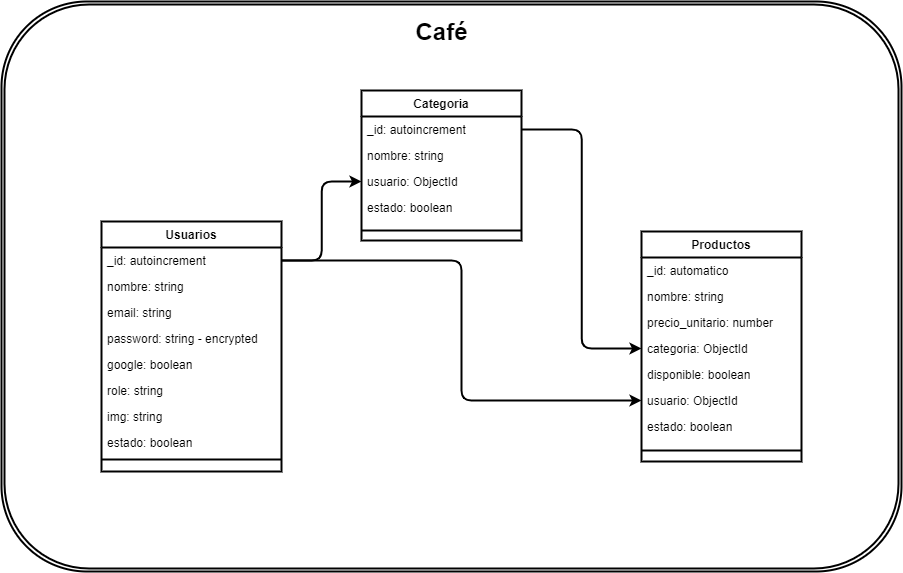 Café
Categoria
_id: autoincrement
nombre: string
usuario: ObjectId
estado: boolean
Usuarios
_id: autoincrement
nombre: string
email: string
password: string - encrypted
google: boolean
role: string
img: string
estado: boolean
Productos
_id: automatico
nombre: string
precio_unitario: number
categoria: ObjectId
disponible: boolean
usuario: ObjectId
estado: boolean